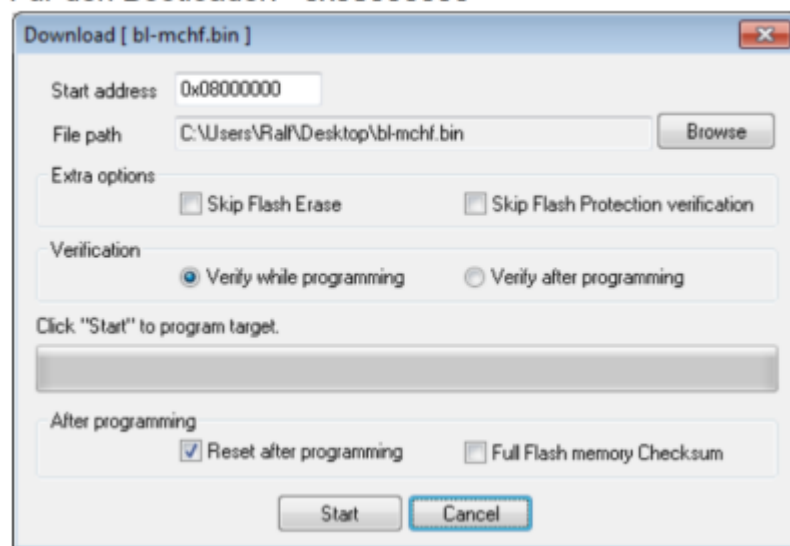 Download [ bl-mchf.bin ]
Start address 0x08000000
File path C:\Users\Ralf\Desktop\bl-mchf.bin Browse
Extra options
Skip Flash Erase Skip Flash Protection verification
Verification
Verify while programming Verify after programming
Click "Start" to program target.
After programming
Reset after programming Full Flash memory Checksum
Start Cancel